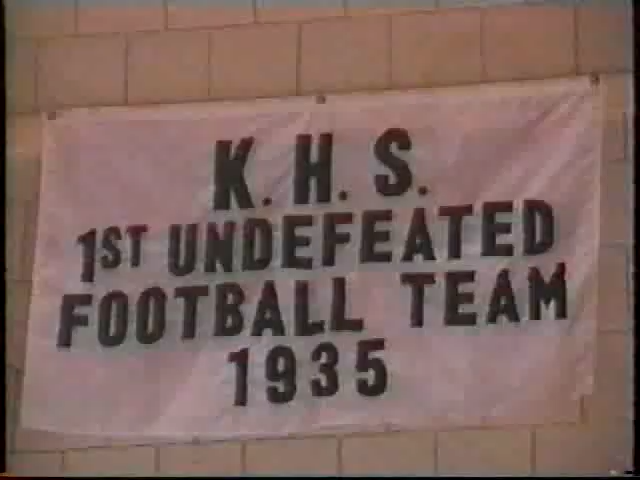 K. H. S.
1ST UNDEFEATED
FOOTBALL TEAM
1935